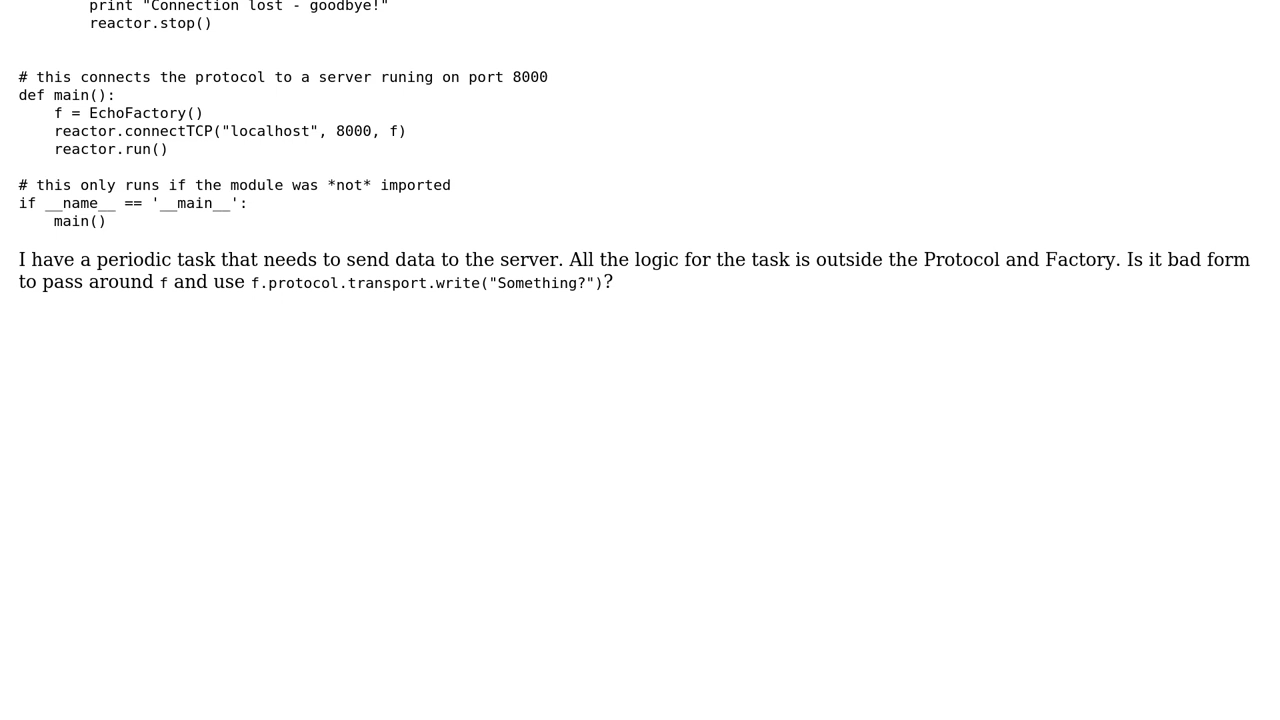 print "Connection lost - goodbye!"
        reactor.stop()
# this connects the protocol to a server runing on port 8000
def main():
    f = EchoFactory()
    reactor.connectTCP("localhost", 8000, f)
    reactor.run()
# this only runs if the module was *not* imported
if __name__ == '__main__':
    main()
I have a periodic task that needs to send data to the server. All the logic for the task is outside the Protocol and Factory. Is it bad form
to pass around f and use f.protocol.transport.write("Something?")?